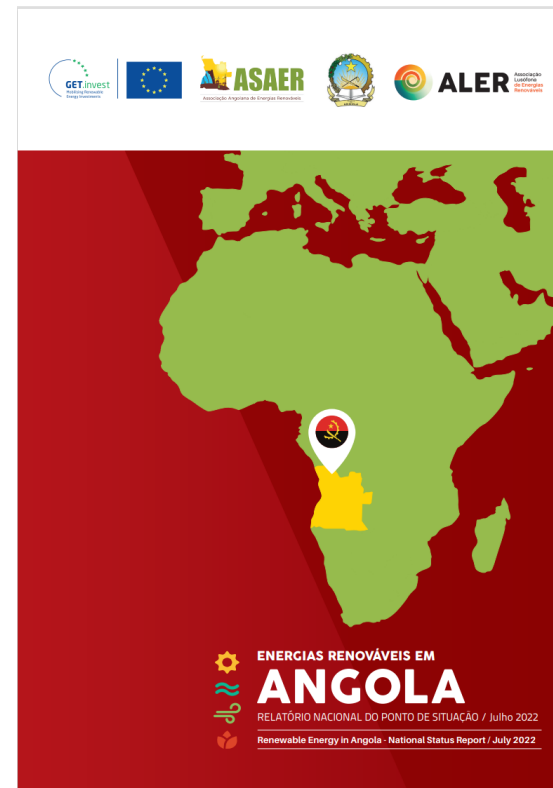 GET.invest
Mobilising Renewable
Energy Investments
ASAER
Associação Angolana de Energias Renováveis
ANGOLA
ALER
Associação
Lusófona
de Energias
Renováveis
ENERGIAS RENOVÁVEIS EM
ANGOLA
RELATÓRIO NACIONAL DO PONTO DE SITUAÇÃO / Julho 2022
Renewable Energy in Angola - National Status Report / July 2022